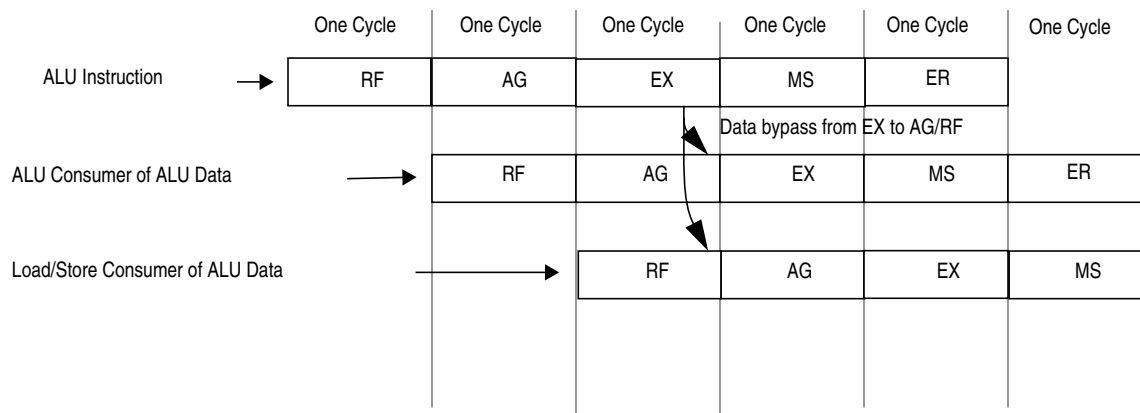 One Cycle One Cycle One Cycle One Cycle One Cycle One Cycle
ALU Instruction RF AG EX MS ER
Data bypass from EX to AG/RF
ALU Consumer of ALU Data RF AG EX MS ER
Load/Store Consumer of ALU Data RF AG EX MS